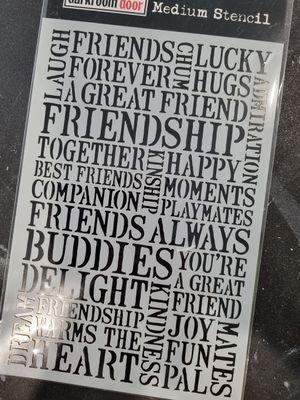 darkroom door
Medium Stencil
LAUGH
FRIENDS
CHUM
LUCKY
FOREVER
HUGS
A GREAT FRIEND
ADMIRATION
FRIENDSHIP
TOGETHER
KINSHIP
HAPPY
BEST FRIENDS
MOMENTS
COMPANION
PLAYMATES
FRIENDS ALWAYS
BUDDIES
YOU'RE
A GREAT
FRIEND
DELIGHT
KINDNESS
DREAM
FRIENDSHIP
WARMS THE
HEART
JOY
FUN
PALS
MATES